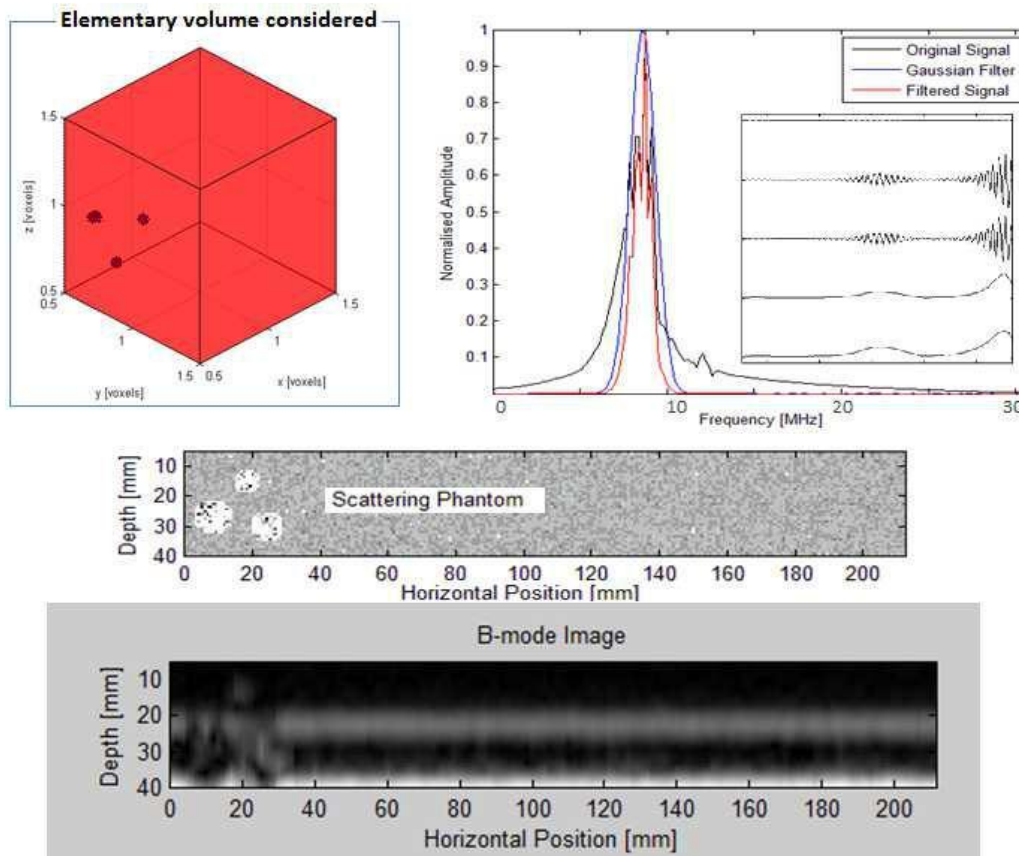 Elementary volume considered
1.5
1
0.5
z [voxels]
0.5
1
1.5
y [voxels]
0.5
1
1.5
x [voxels]
Original Signal
Gaussian Filter
Filtered Signal
1
0.9
0.8
0.7
0.6
0.5
0.4
0.3
0.2
0.1
Normalised Amplitude
0 10 20 30
Frequency [MHz]
Scattering Phantom
Depth [mm]
10
20
30
40
0 20 40 60 80 100 120 140 160 180 200
Horizontal Position [mm]
B-mode Image
Depth [mm]
10
20
30
40
0 20 40 60 80 100 120 140 160 180 200
Horizontal Position [mm]